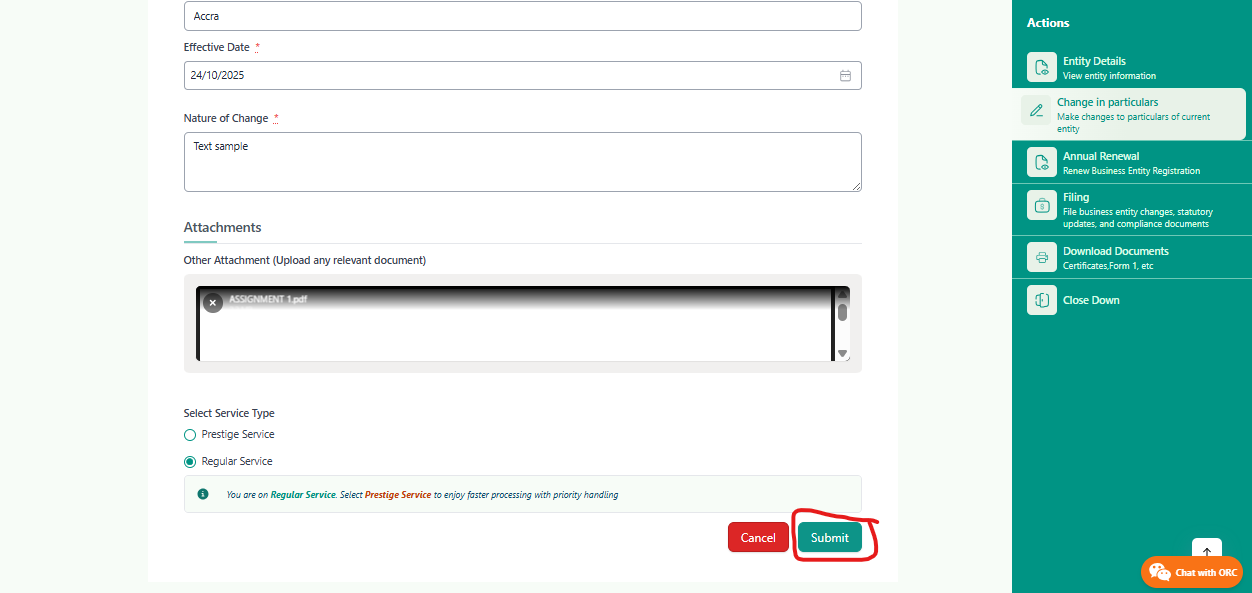 Accra
Effective Date *
24/10/2025
Nature of Change *
Text sample
Attachments
Other Attachment (Upload any relevant document)
ASSIGNMENT 1.pdf
Select Service Type
Prestige Service
Regular Service
You are on Regular Service. Select Prestige Service to enjoy faster processing with priority handling
Cancel
Submit
Actions
Entity Details
View entity information
Change in particulars
Make changes to particulars of current
entity
Annual Renewal
Renew Business Entity Registration
Filing
File business entity changes, statutory
updates, and compliance documents
Download Documents
Certificates,Form 1, etc
Close Down
Chat with ORC